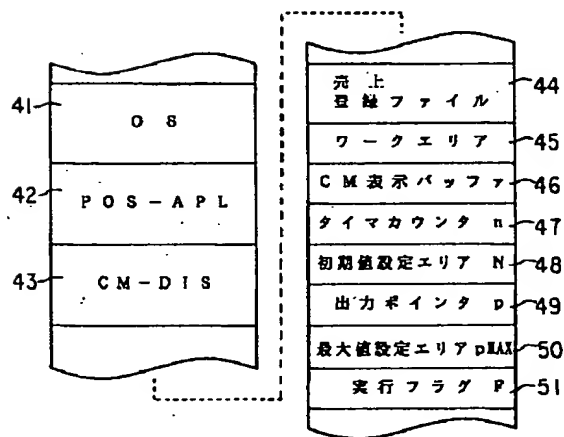 41
OS
42
POS-APL
43
CM-DIS
売上
登録ファイル
44
ワークエリア
45
CM表示バッファ
46
タイマカウンタ n
47
初期値設定エリア N
48
出力ポインタ p
49
最大値設定エリア pMAX
50
実行フラグ F
51